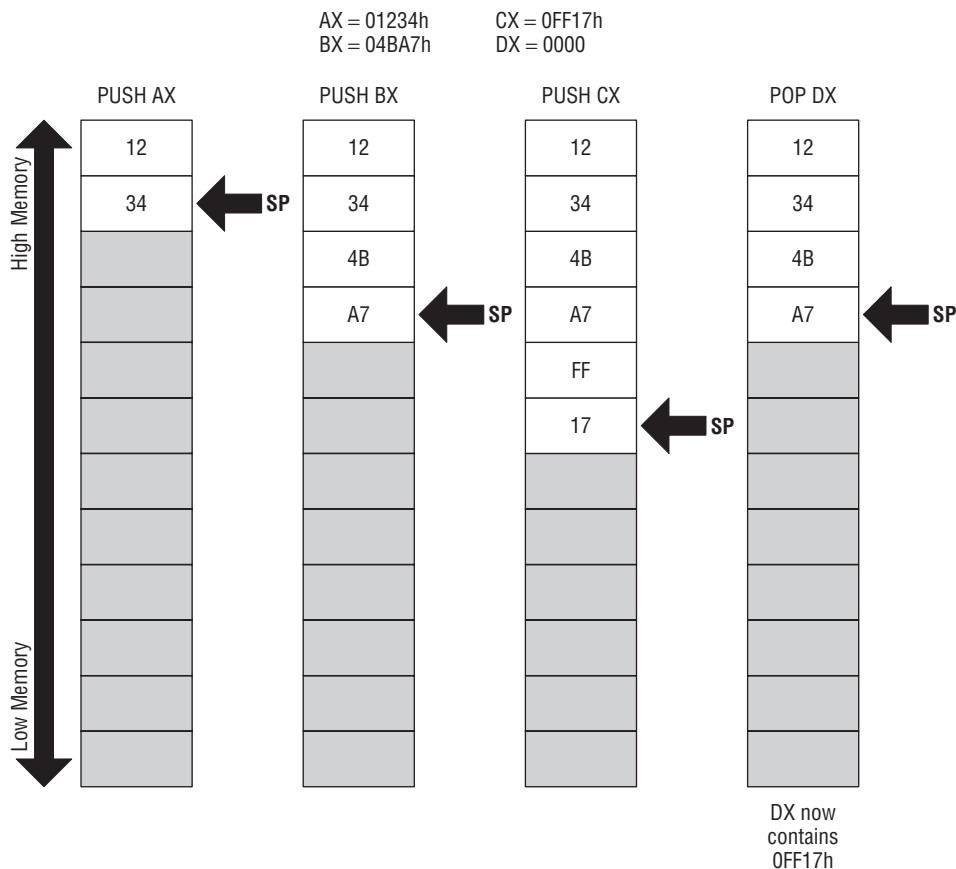 AX = 01234h CX = 0FF17h
BX = 04BA7h DX = 0000
PUSH AX PUSH BX PUSH CX POP DX
High Memory
12 12 12 12
34 SP 34 34 34
4B 4B 4B
A7 SP A7 A7 SP
FF
17 SP
Low Memory
DX now
contains
0FF17h